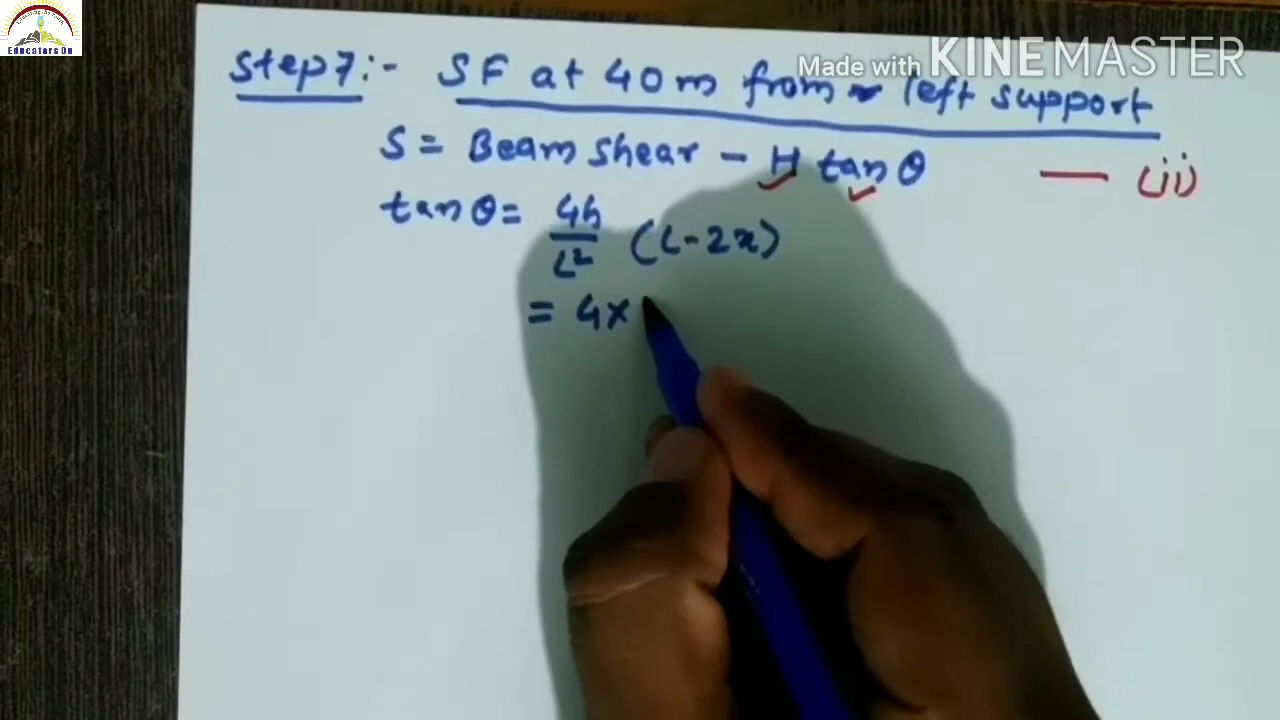 Educators On
Made with KINEMASTER
Step 7:- SF at 40 m from left support
S = Beam shear - H tan θ — (ii)
tan θ = 4h/L² (L-2x)
= 4x